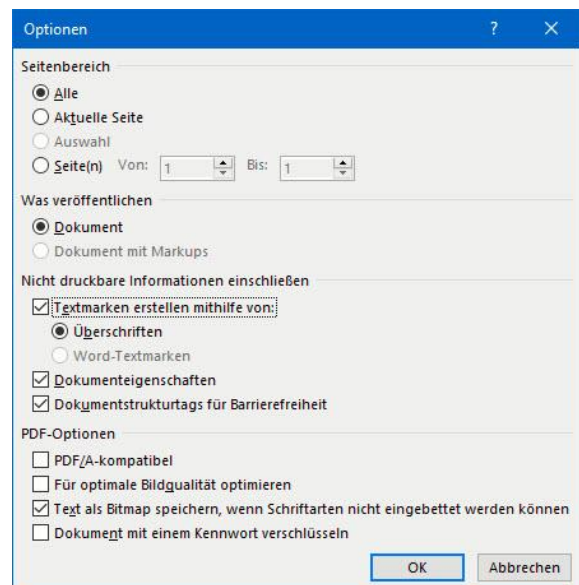 Optionen ?
Seitenbereich
Alle
Aktuelle Seite
Auswahl
Seite(n) Von: 1 Bis: 1
Was veröffentlichen
Dokument
Dokument mit Markups
Nicht druckbare Informationen einschließen
Textmarken erstellen mithilfe von:
Überschriften
Word-Textmarken
Dokumenteigenschaften
Dokumentstrukturtags für Barrierefreiheit
PDF-Optionen
PDF/A-kompatibel
Für optimale Bildqualität optimieren
Text als Bitmap speichern, wenn Schriftarten nicht eingebettet werden können
Dokument mit einem Kennwort verschlüsseln
OK Abbrechen